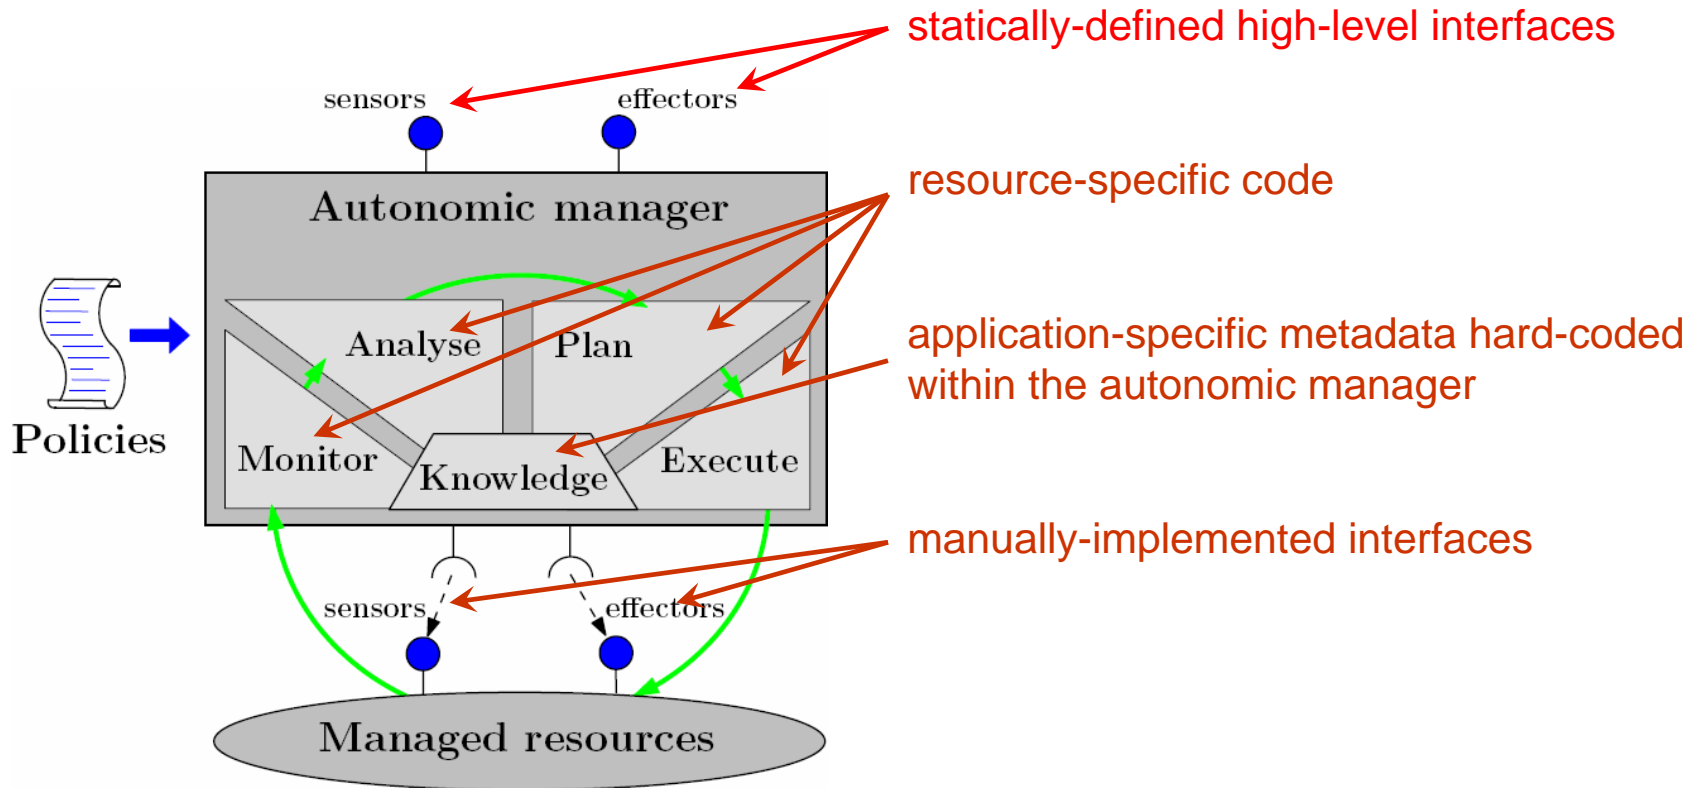 statically-defined high-level interfaces
sensors
effectors
resource-specific code
Autonomic manager
application-specific metadata hard-coded
within the autonomic manager
Analyse
Plan
Policies
Monitor
Knowledge
Execute
manually-implemented interfaces
sensors
effectors
Managed resources